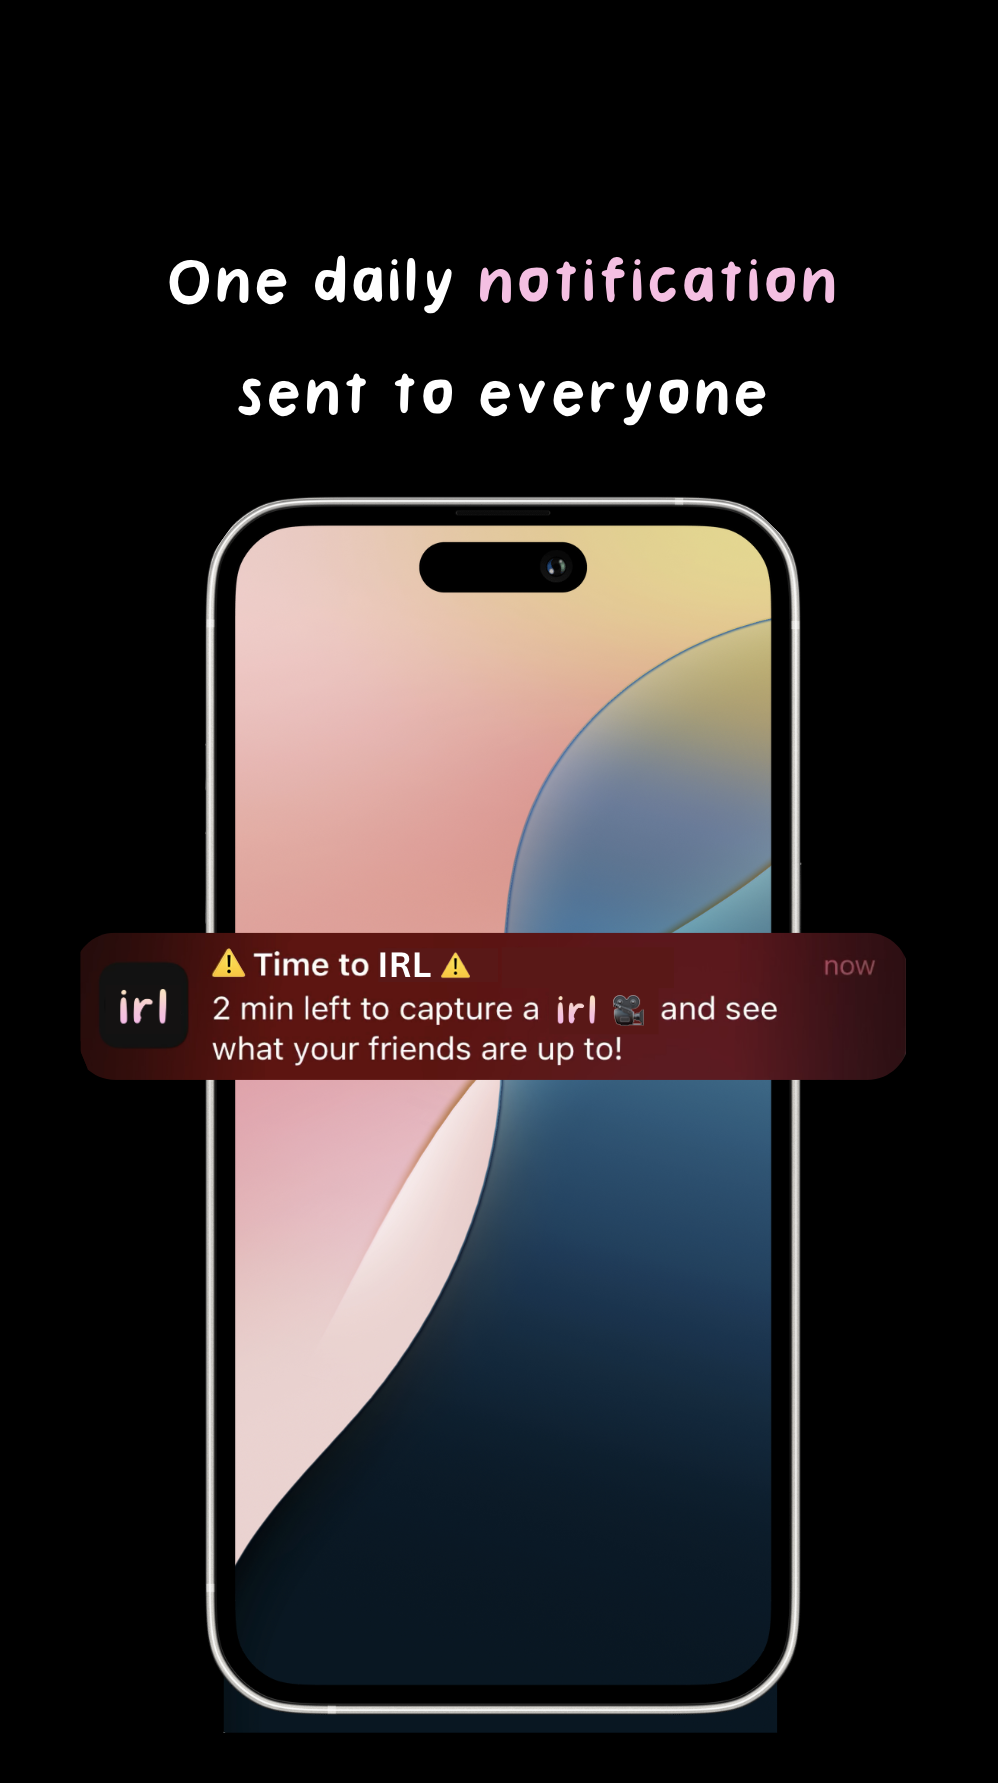 One daily notification
sent to everyone
⚠️ Time to IRL ⚠️
now
irl
2 min left to capture a irl 🎥 and see
what your friends are up to!